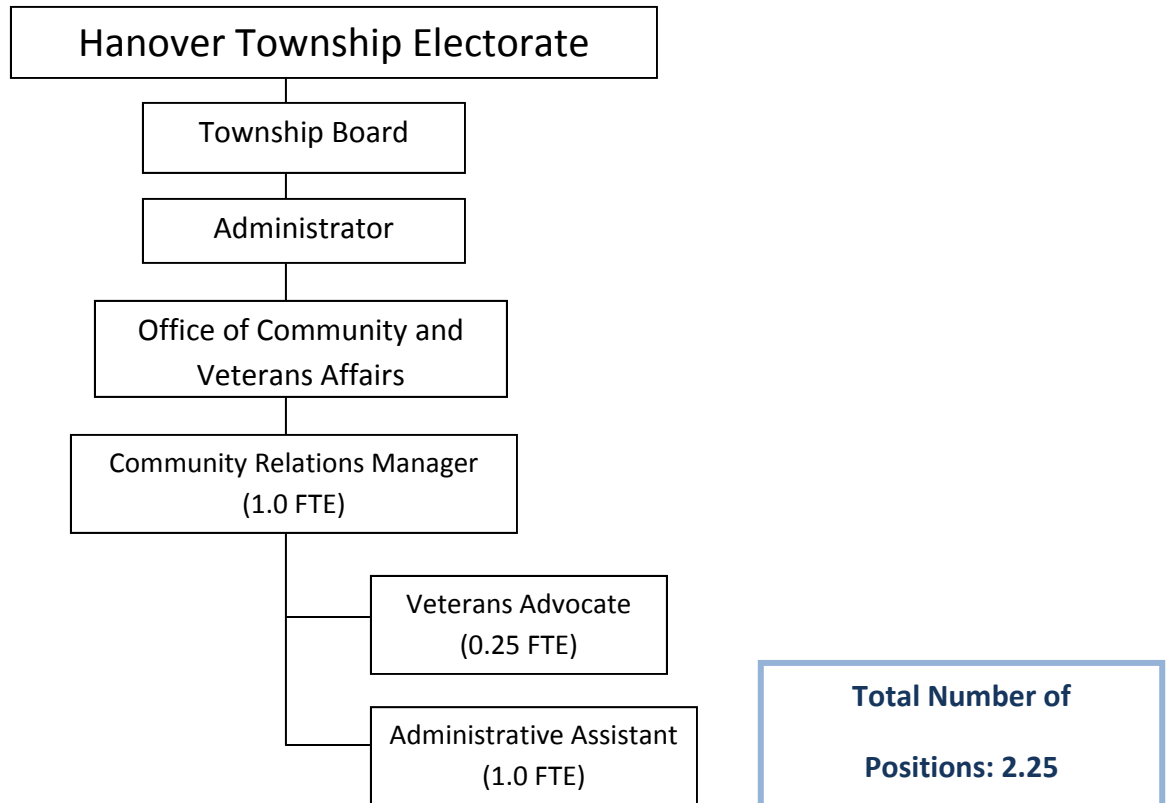 Hanover Township Electorate
Township Board
Administrator
Office of Community and
Veterans Affairs
Community Relations Manager
(1.0 FTE)
Veterans Advocate
(0.25 FTE)
Administrative Assistant
(1.0 FTE)
Total Number of
Positions: 2.25